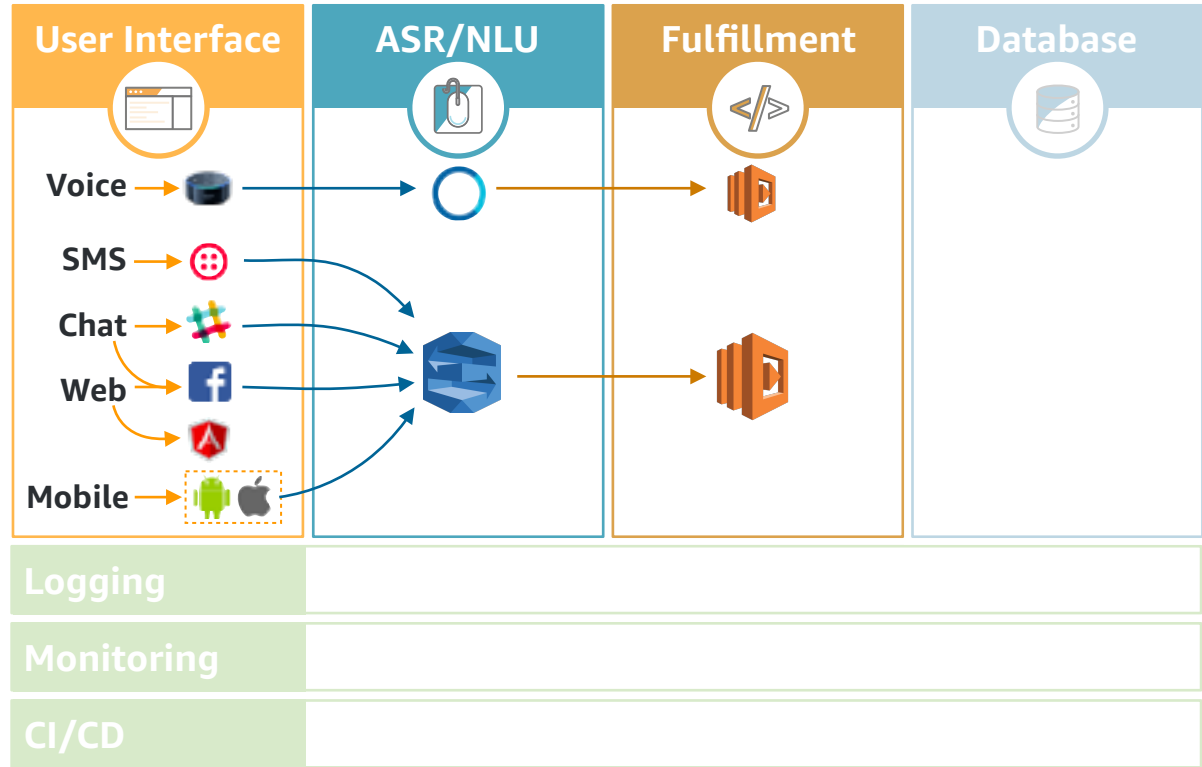 User Interface
ASR/NLU
Fulfillment
Database
Voice
SMS
Chat
Web
Mobile
Logging
Monitoring
CI/CD